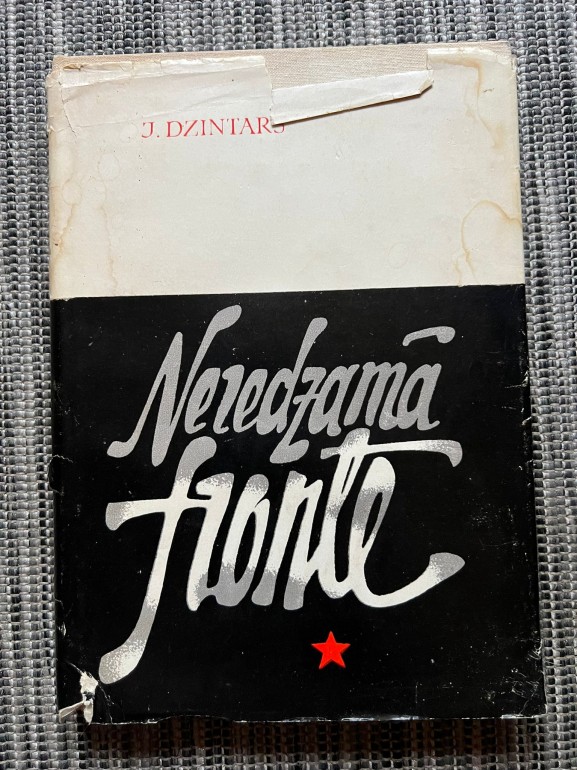 J. DZINTARS
Neredzamā
fronte